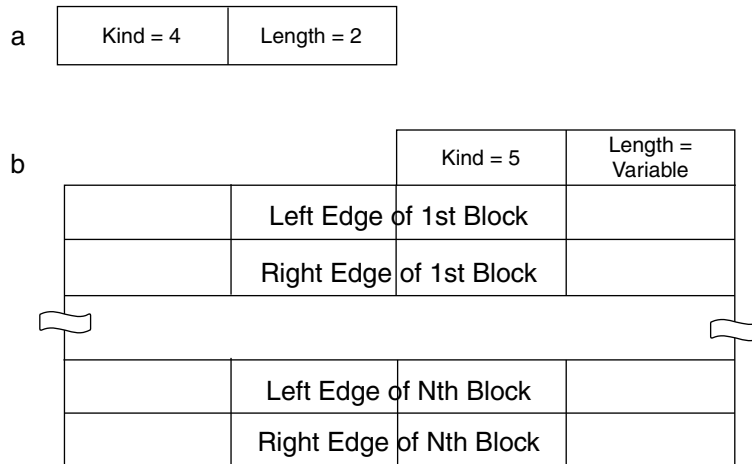 a
Kind = 4
Length = 2
b
Kind = 5
Length =
Variable
Left Edge of 1st Block
Right Edge of 1st Block
Left Edge of Nth Block
Right Edge of Nth Block